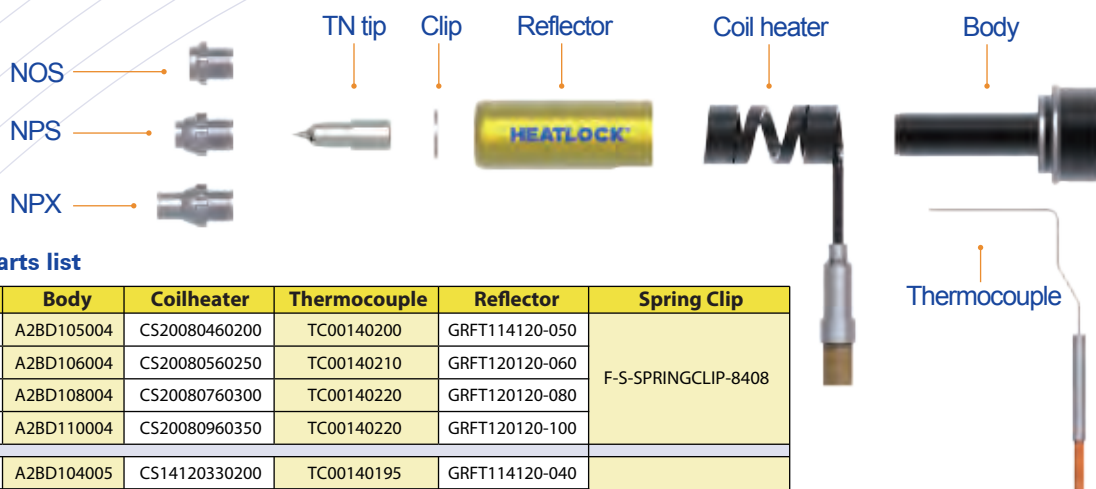 TN tip Clip Reflector Coil heater Body
NOS
NPS
HEATLOCK™
NPX
arts list
Thermocouple
Body Coilheater Thermocouple Reflector Spring Clip
A2BD105004 CS20080460200 TC00140200 GRFT114120-050
A2BD106004 CS20080560250 TC00140210 GRFT120120-060
F-S-SPRINGCLIP-8408
A2BD108004 CS20080760300 TC00140220 GRFT120120-080
A2BD110004 CS20080960350 TC00140220 GRFT120120-100
A2BD104005 CS14120330200 TC00140195 GRFT114120-040